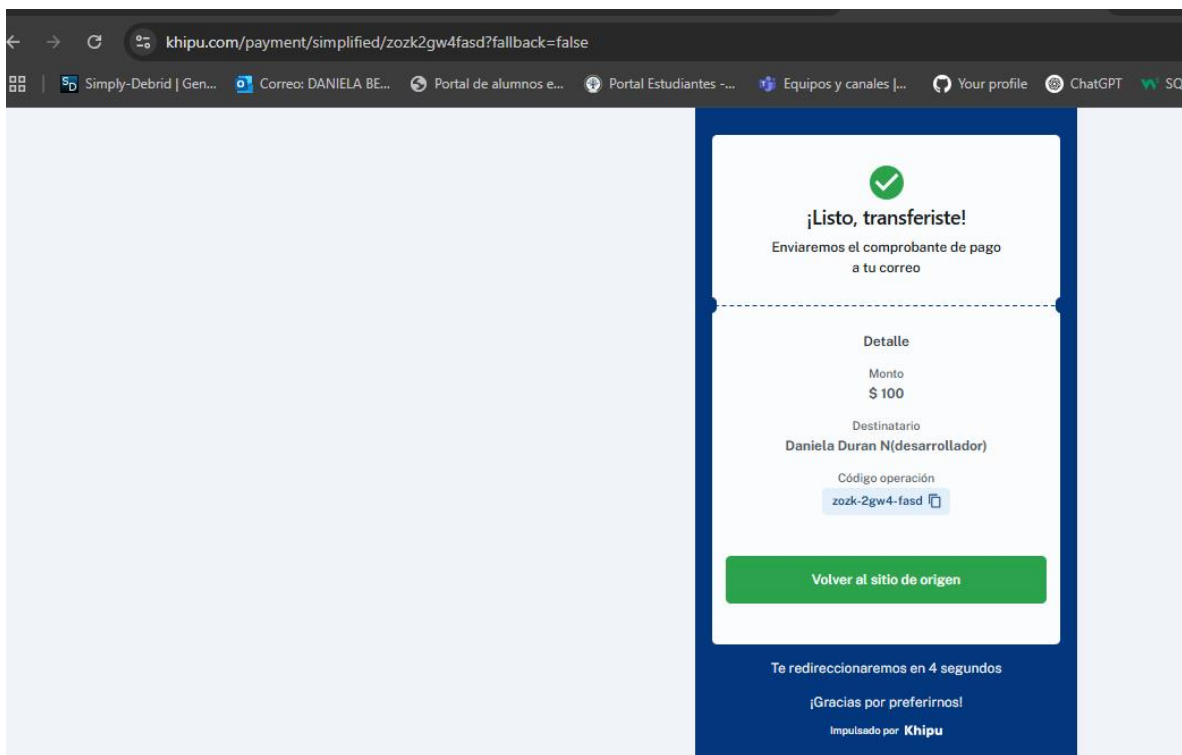 khipu.com/payment/simplified/zozk2gw4fasd?fallback=false
Simply-Debrid | Gen... Correo: DANIELA BE... Portal de alumnos e... Portal Estudiantes -... Equipos y canales |... Your profile ChatGPT SQ
¡Listo, transferiste!
Enviaremos el comprobante de pago
a tu correo
Detalle
Monto
$ 100
Destinatario
Daniela Duran N(desarrollador)
Código operación
zozk-2gw4-fasd
Volver al sitio de origen
Te redireccionaremos en 4 segundos
¡Gracias por preferirnos!
Impulsado por Khipu